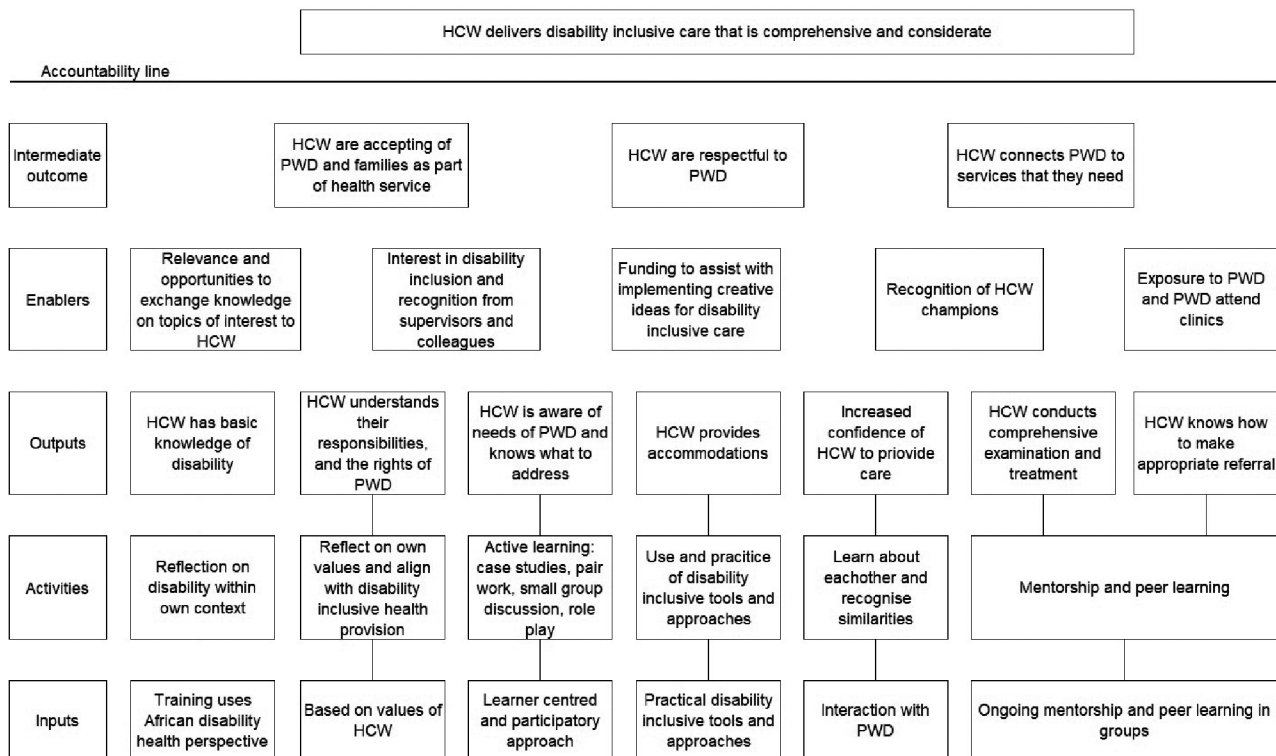 HCW delivers disability inclusive care that is comprehensive and considerate
Accountability line
Intermediate
outcome
HCW are accepting of
PWD and families as part
of health service
HCW are respectful to
PWD
HCW connects PWD to
services that they need
Enablers
Relevance and
opportunities to
exchange knowledge
on topics of interest to
HCW
Interest in disability
inclusion and
recognition from
supervisors and
colleagues
Funding to assist with
implementing creative
ideas for disability
inclusive care
Recognition of HCW
champions
Exposure to PWD
and PWD attend
clinics
Outputs
HCW has basic
knowledge of
disability
HCW understands
their
responsibilities,
and the rights of
PWD
HCW is aware of
needs of PWD and
knows what to
address
HCW provides
accommodations
Increased
confidence of
HCW to priovide
care
HCW conducts
comprehensive
examination and
treatment
HCW knows how
to make
appropriate referral
Activities
Reflection on
disability within
own context
Reflect on own
values and align
with disability
inclusive health
provision
Active learning:
case studies, pair
work, small group
discussion, role
play
Use and pracitice
of disability
inclusive tools and
approaches
Learn about
eachother and
recognise
similarities
Mentorship and peer learning
Inputs
Training uses
African disability
health perspective
Based on values of
HCW
Learner centred
and participatory
approach
Practical disability
inclusive tools and
approaches
Interaction with
PWD
Ongoing mentorship and peer learning in
groups